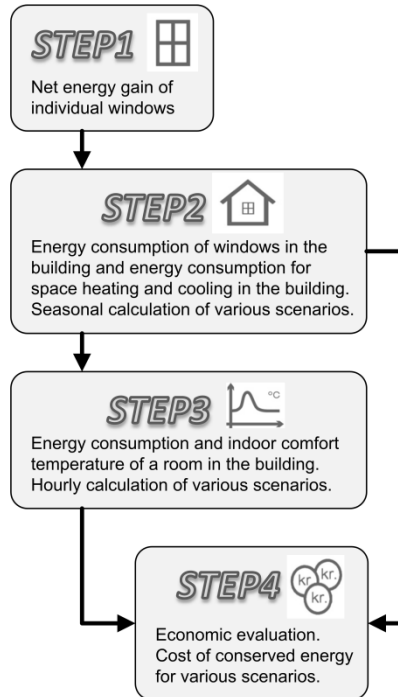 STEP1
Net energy gain of
individual windows
STEP2
Energy consumption of windows in the
building and energy consumption for
space heating and cooling in the building.
Seasonal calculation of various scenarios.
STEP3
°C
Energy consumption and indoor comfort
temperature of a room in the building.
Hourly calculation of various scenarios.
STEP4
kr. kr.
kr.
Economic evaluation.
Cost of conserved energy
for various scenarios.